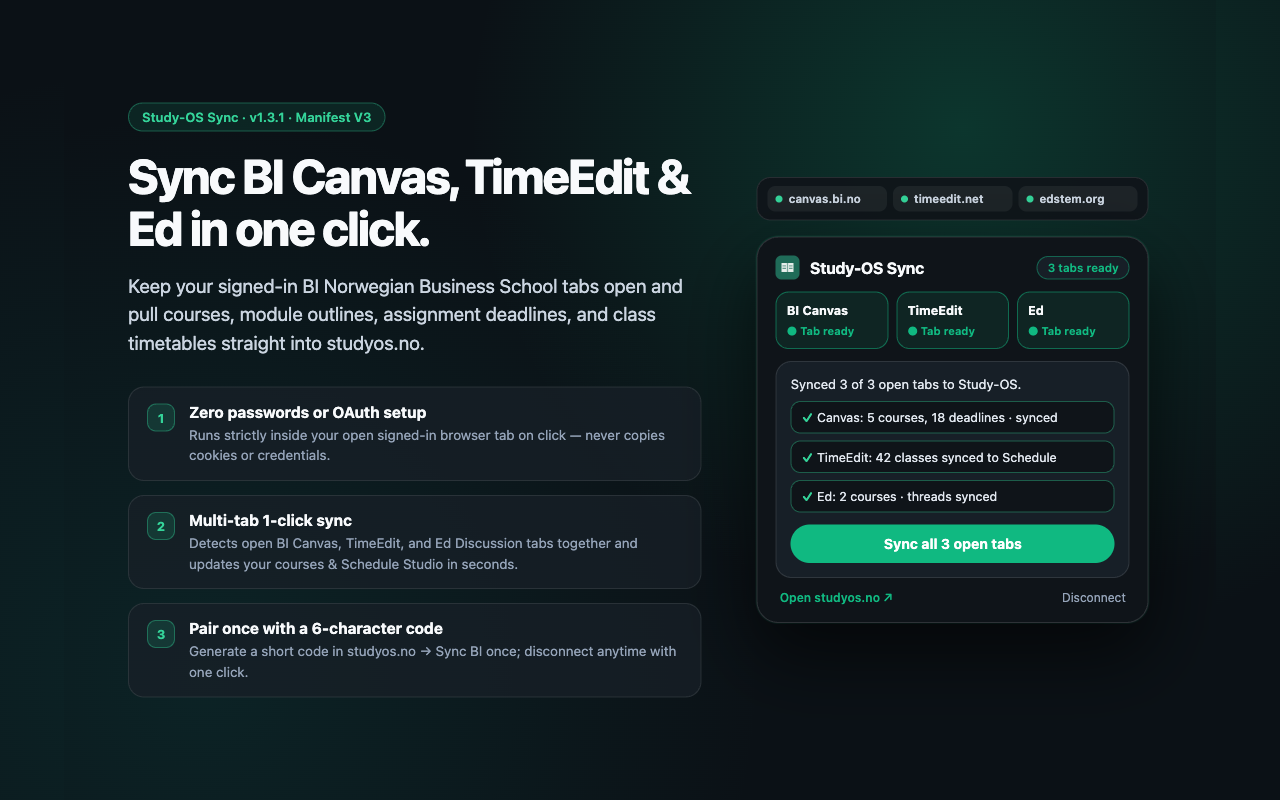 Study-OS Sync · v1.3.1 · Manifest V3
Sync BI Canvas, TimeEdit &
Ed in one click.
Keep your signed-in BI Norwegian Business School tabs open and
pull courses, module outlines, assignment deadlines, and class
timetables straight into studyos.no.
1
Zero passwords or OAuth setup
Runs strictly inside your open signed-in browser tab on click — never copies
cookies or credentials.
2
Multi-tab 1-click sync
Detects open BI Canvas, TimeEdit, and Ed Discussion tabs together and
updates your courses & Schedule Studio in seconds.
3
Pair once with a 6-character code
Generate a short code in studyos.no → Sync BI once; disconnect anytime with
one click.
canvas.bi.no
timeedit.net
edstem.org
Study-OS Sync
3 tabs ready
BI Canvas
Tab ready
TimeEdit
Tab ready
Ed
Tab ready
Synced 3 of 3 open tabs to Study-OS.
✓ Canvas: 5 courses, 18 deadlines · synced
✓ TimeEdit: 42 classes synced to Schedule
✓ Ed: 2 courses · threads synced
Sync all 3 open tabs
Open studyos.no ↗
Disconnect